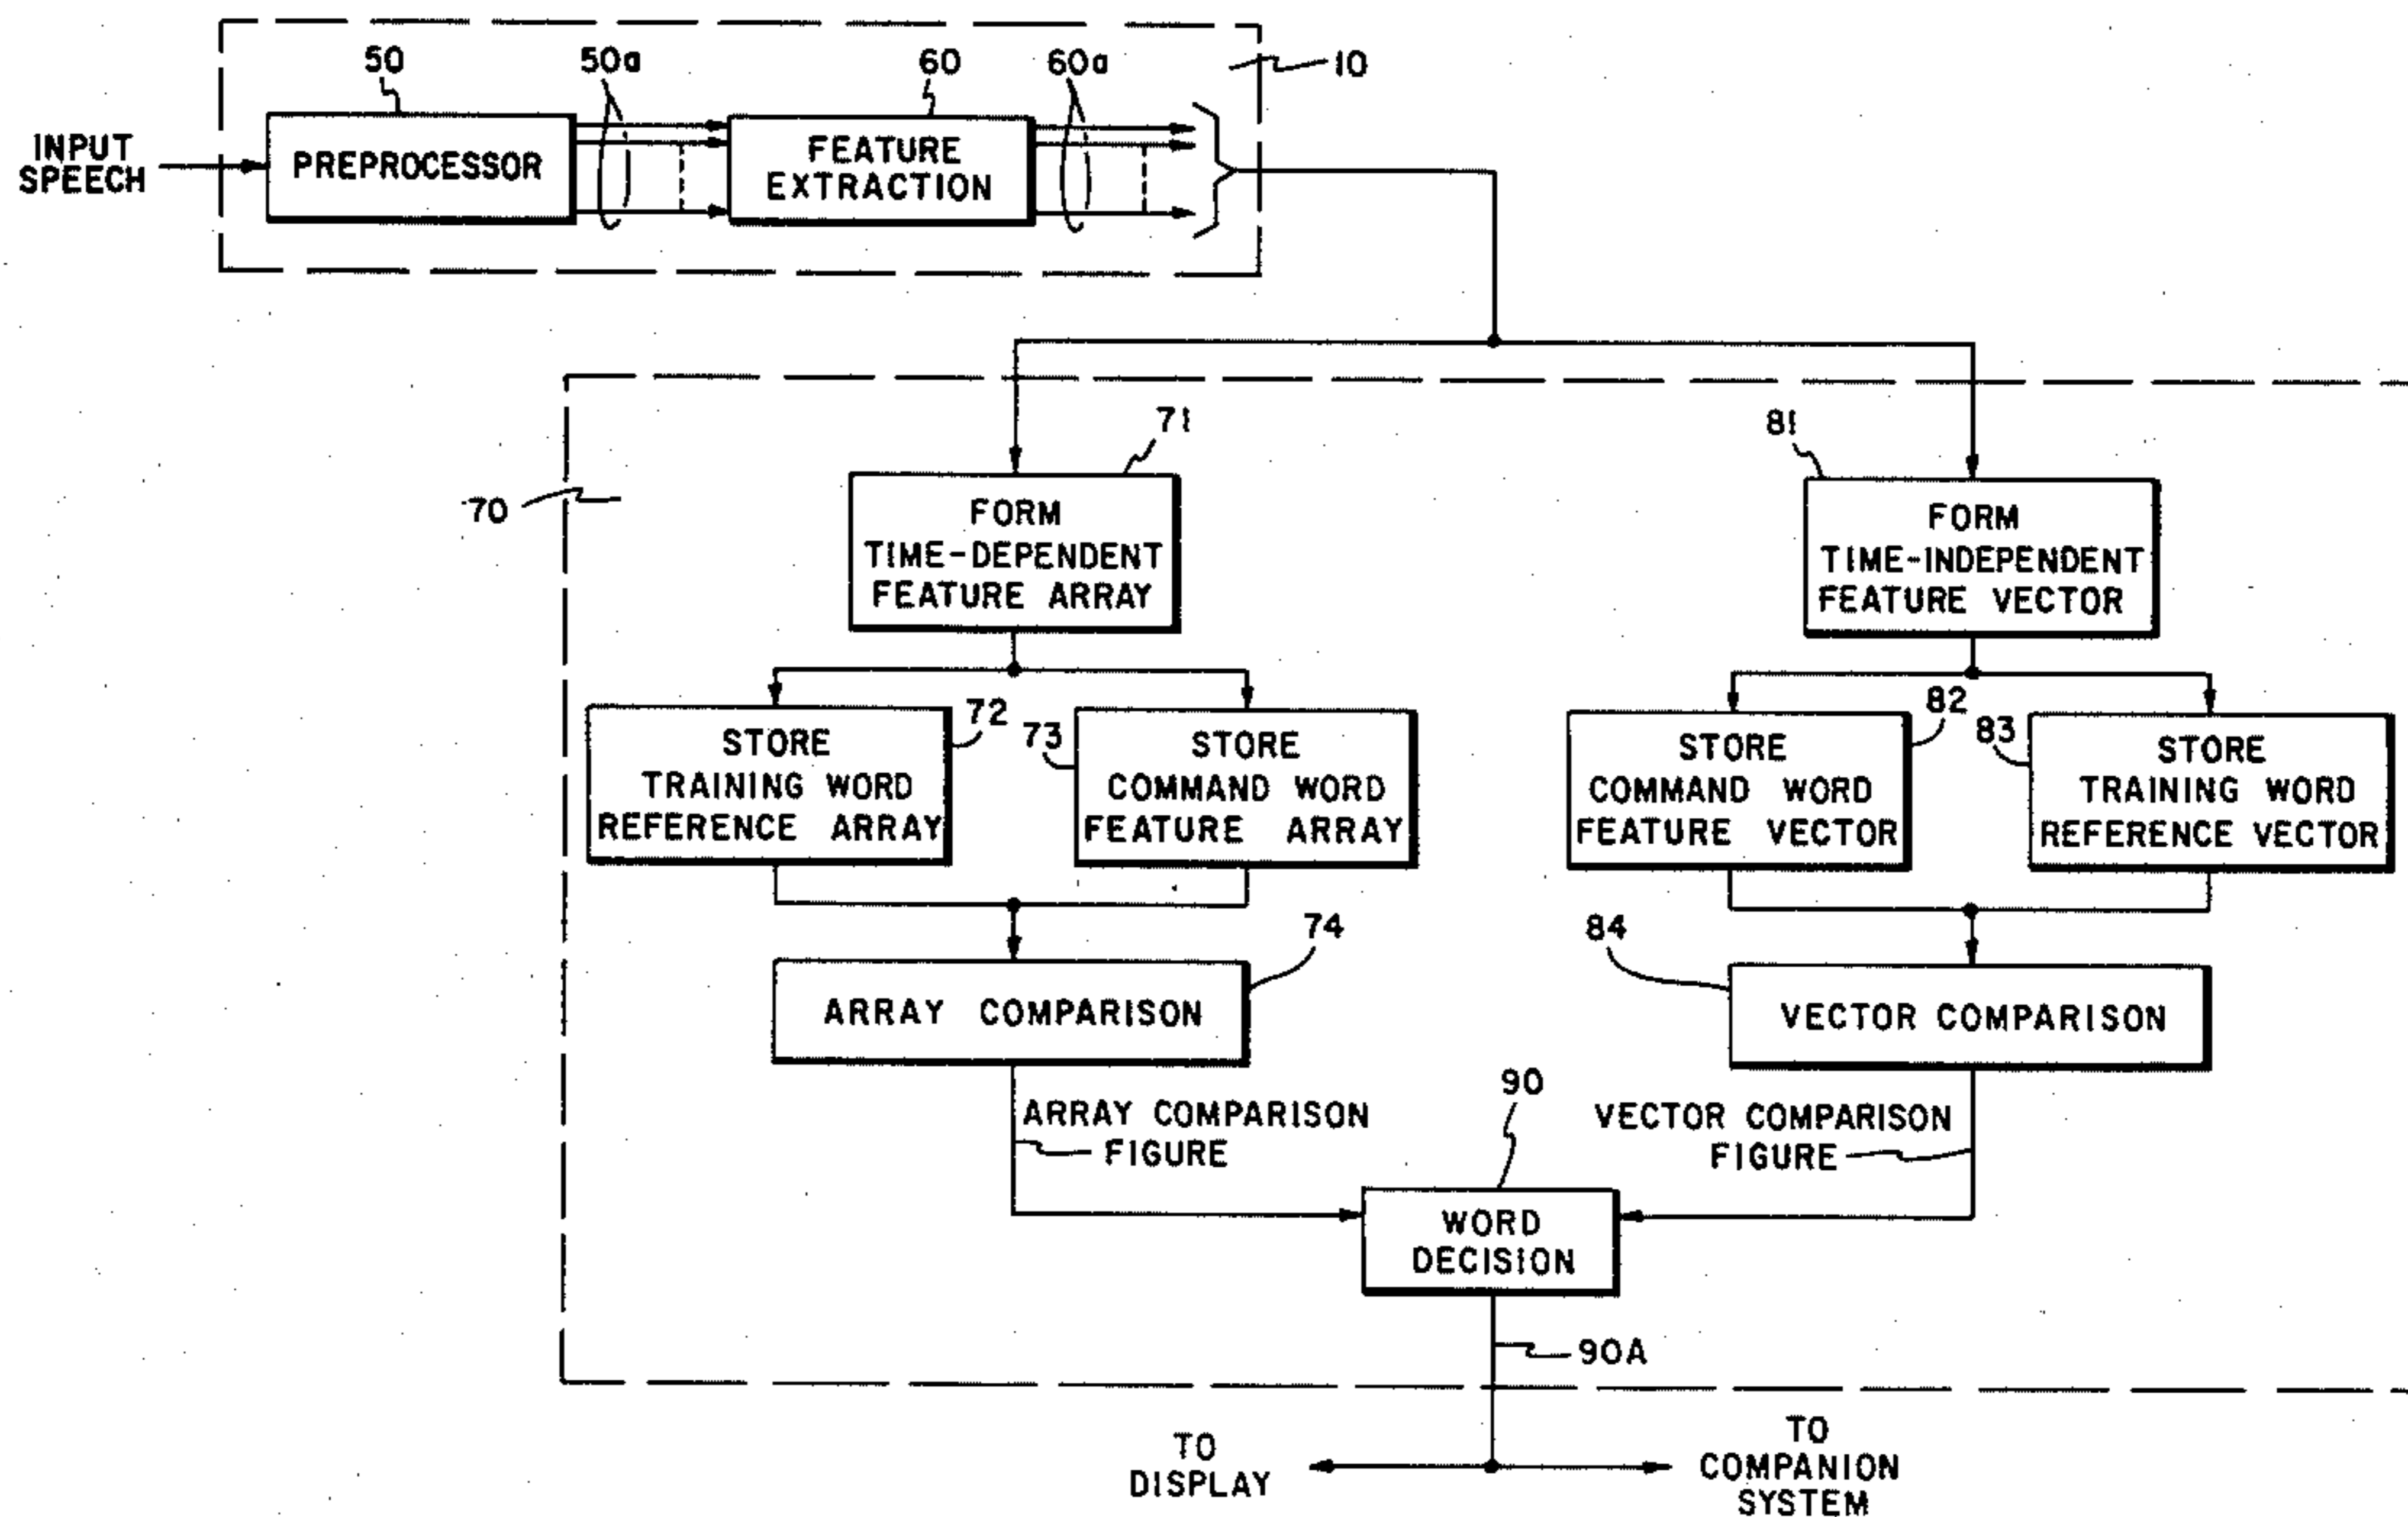 50
50a
60
60a
10
INPUT
SPEECH
PREPROCESSOR
FEATURE
EXTRACTION
70
71
FORM
TIME-DEPENDENT
FEATURE ARRAY
81
FORM
TIME-INDEPENDENT
FEATURE VECTOR
72
STORE
TRAINING WORD
REFERENCE ARRAY
73
STORE
COMMAND WORD
FEATURE ARRAY
82
STORE
COMMAND WORD
FEATURE VECTOR
83
STORE
TRAINING WORD
REFERENCE VECTOR
74
ARRAY COMPARISON
84
VECTOR COMPARISON
ARRAY COMPARISON
FIGURE
90
VECTOR COMPARISON
FIGURE
WORD
DECISION
90A
TO
DISPLAY
TO
COMPANION
SYSTEM